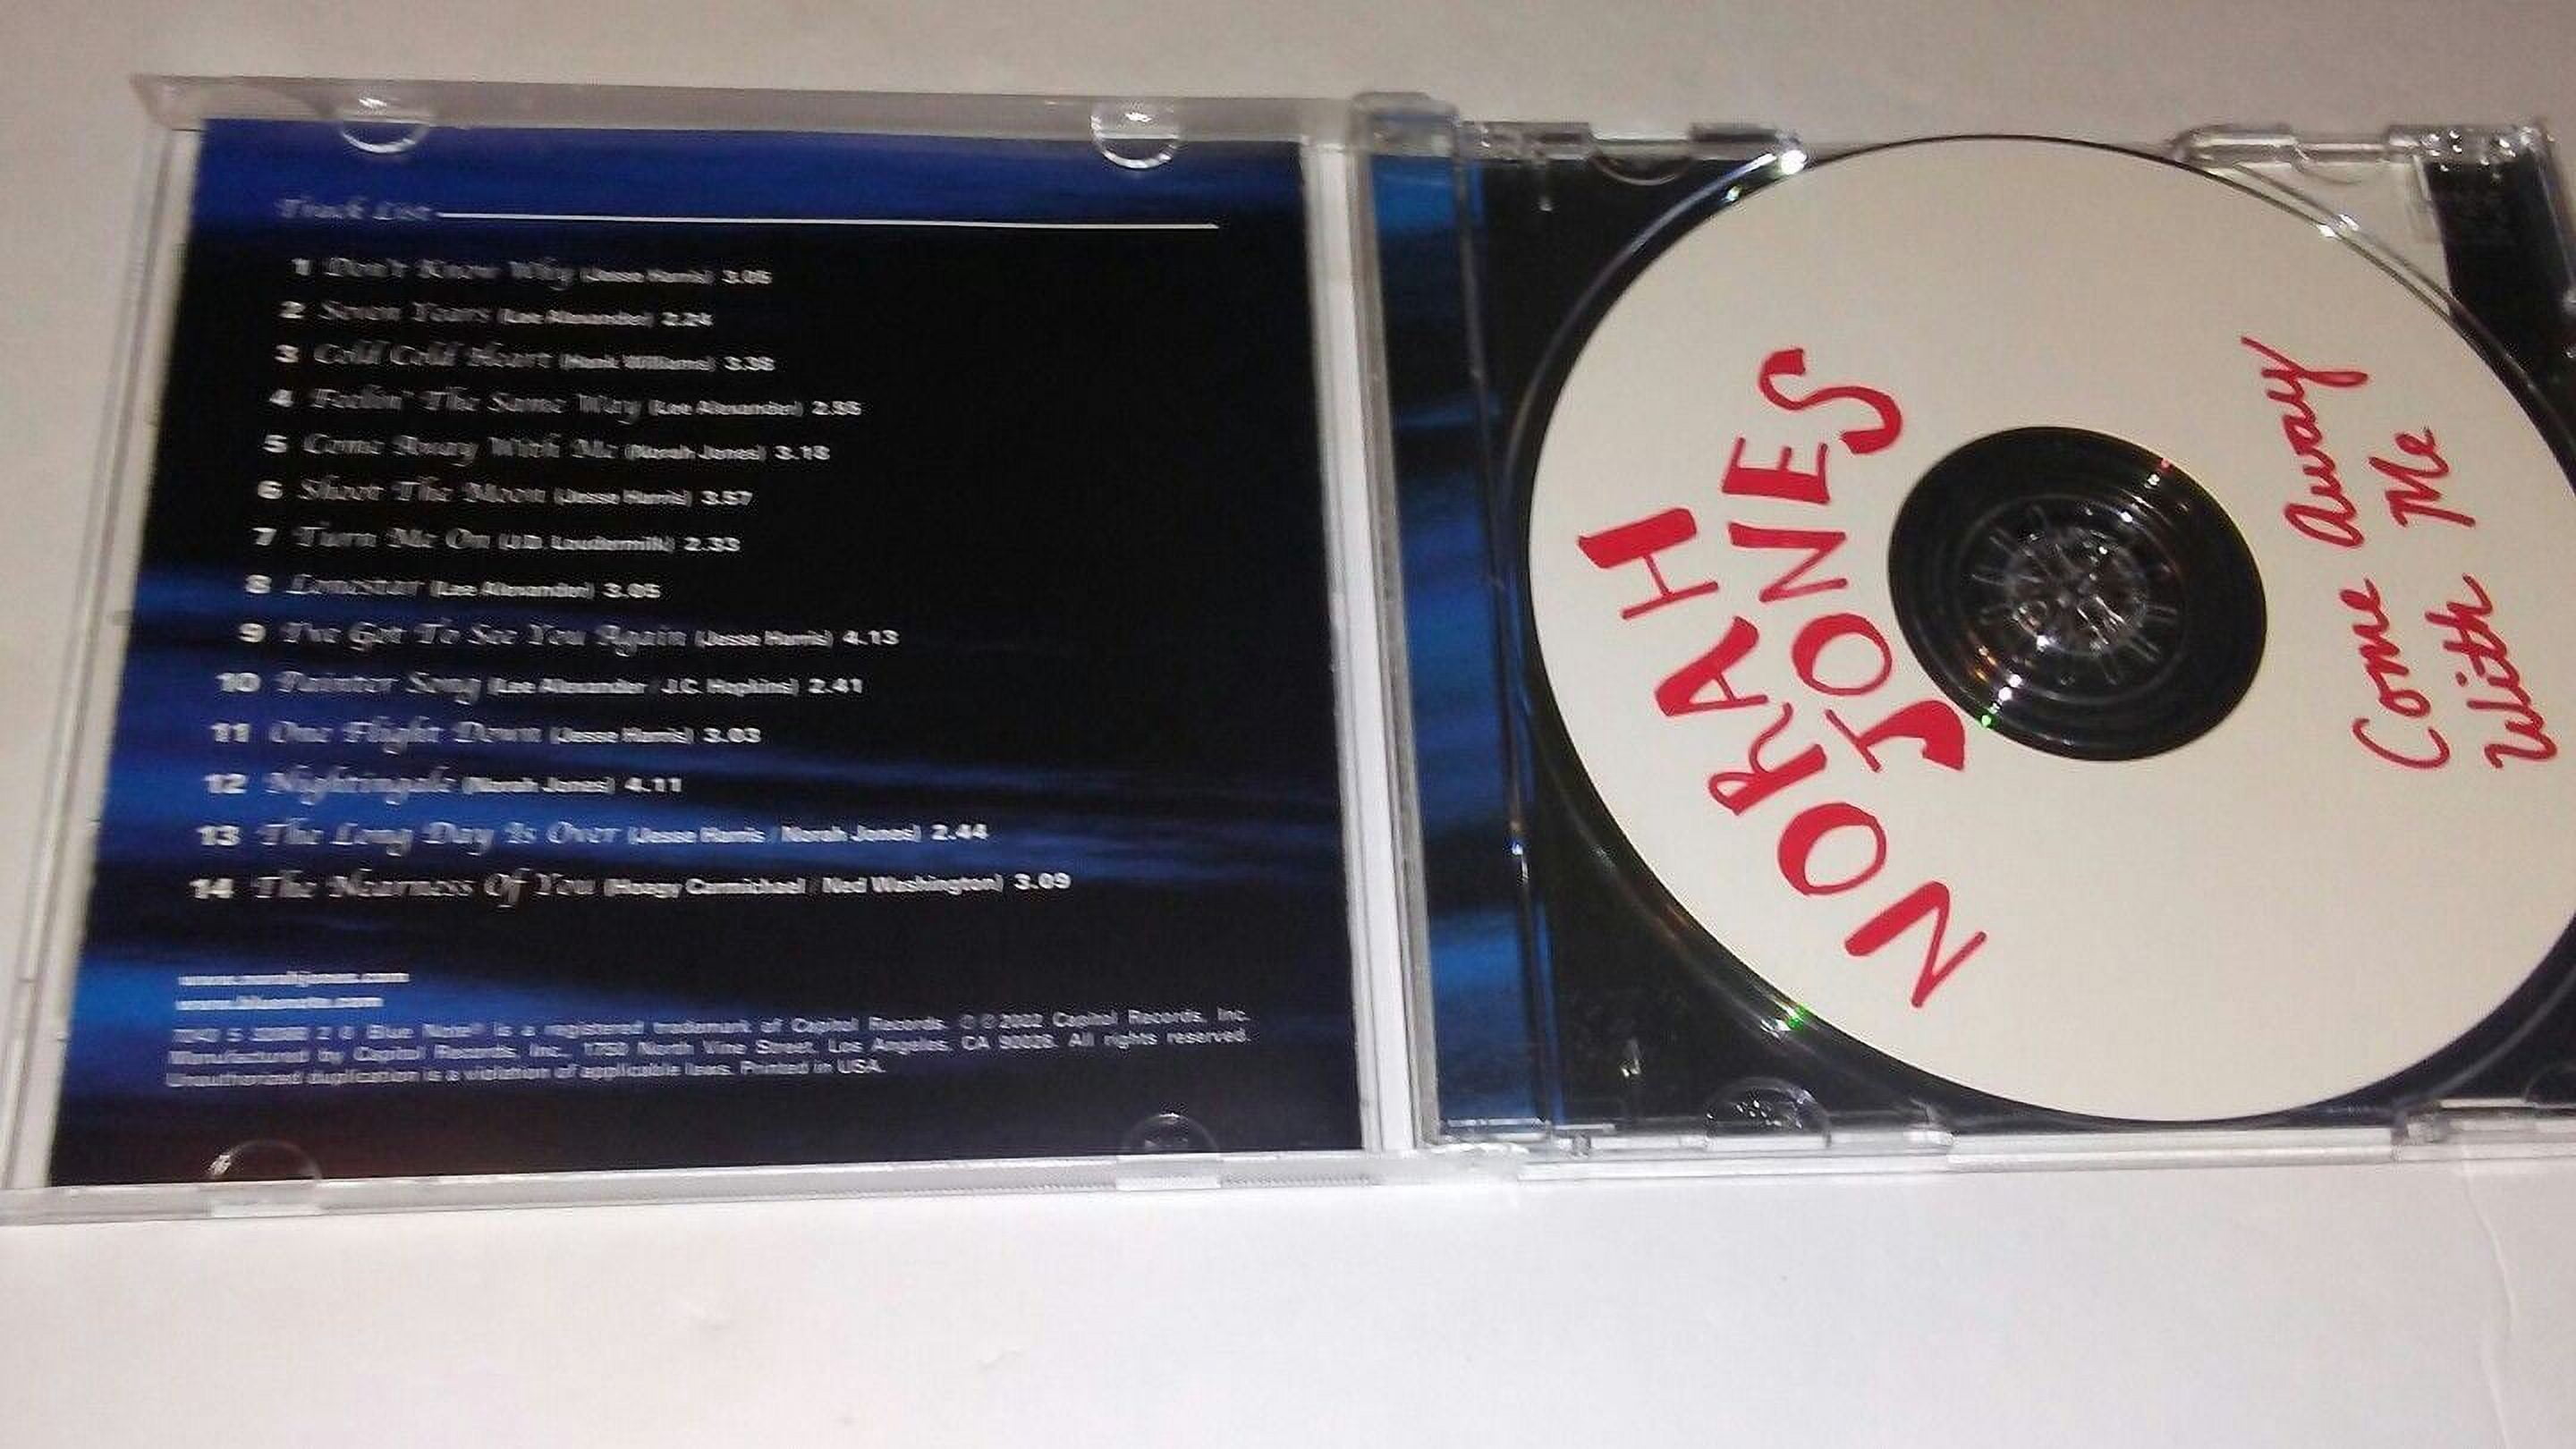 Track List
1 Don't Know Why (Jesse Harris) 3.05
2 Seven Years (Lee Alexander) 2.24
3 Cold Cold Heart (Hank Williams) 3.38
4 Feelin' The Same Way (Lee Alexander) 2.55
5 Come Away With Me (Norah Jones) 3.18
6 Shoot The Moon (Jesse Harris) 3.57
7 Turn Me On (J.D. Loudermilk) 2.33
8 Lonestar (Lee Alexander) 3.05
9 I've Got To See You Again (Jesse Harris) 4.13
10 Painter Song (Lee Alexander / J.C. Hopkins) 2.41
11 One Flight Down (Jesse Harris) 3.03
12 Nightingale (Norah Jones) 4.11
13 The Long Day Is Over (Jesse Harris / Norah Jones) 2.44
14 The Nearness Of You (Hoagy Carmichael / Ned Washington) 3.09
www.norahjones.com
www.bluenote.com
Blue Note® is a registered trademark of Capitol Records. ℗©2002 Capitol Records, Inc.
Manufactured by Capitol Records, Inc., 1750 North Vine Street, Los Angeles, CA 90028. All rights reserved.
Unauthorized duplication is a violation of applicable laws. Printed in USA.
NORAH
JONES
Come Away
With Me